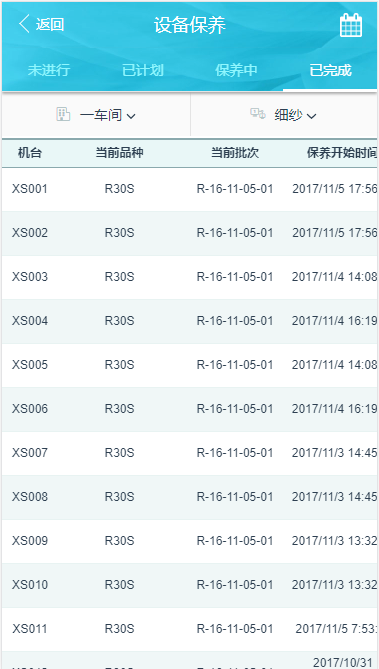 返回 设备保养
未进行 已计划 保养中 已完成
一车间 细纱
机台 当前品种 当前批次 保养开始时间
XS001 R30S R-16-11-05-01 2017/11/5 17:56
XS002 R30S R-16-11-05-01 2017/11/5 17:56
XS003 R30S R-16-11-05-01 2017/11/4 14:08
XS004 R30S R-16-11-05-01 2017/11/4 16:19
XS005 R30S R-16-11-05-01 2017/11/4 14:08
XS006 R30S R-16-11-05-01 2017/11/4 16:19
XS007 R30S R-16-11-05-01 2017/11/3 14:45
XS008 R30S R-16-11-05-01 2017/11/3 14:45
XS009 R30S R-16-11-05-01 2017/11/3 13:32
XS010 R30S R-16-11-05-01 2017/11/3 13:32
XS011 R30S R-16-11-05-01 2017/11/5 7:53:
2017/10/31